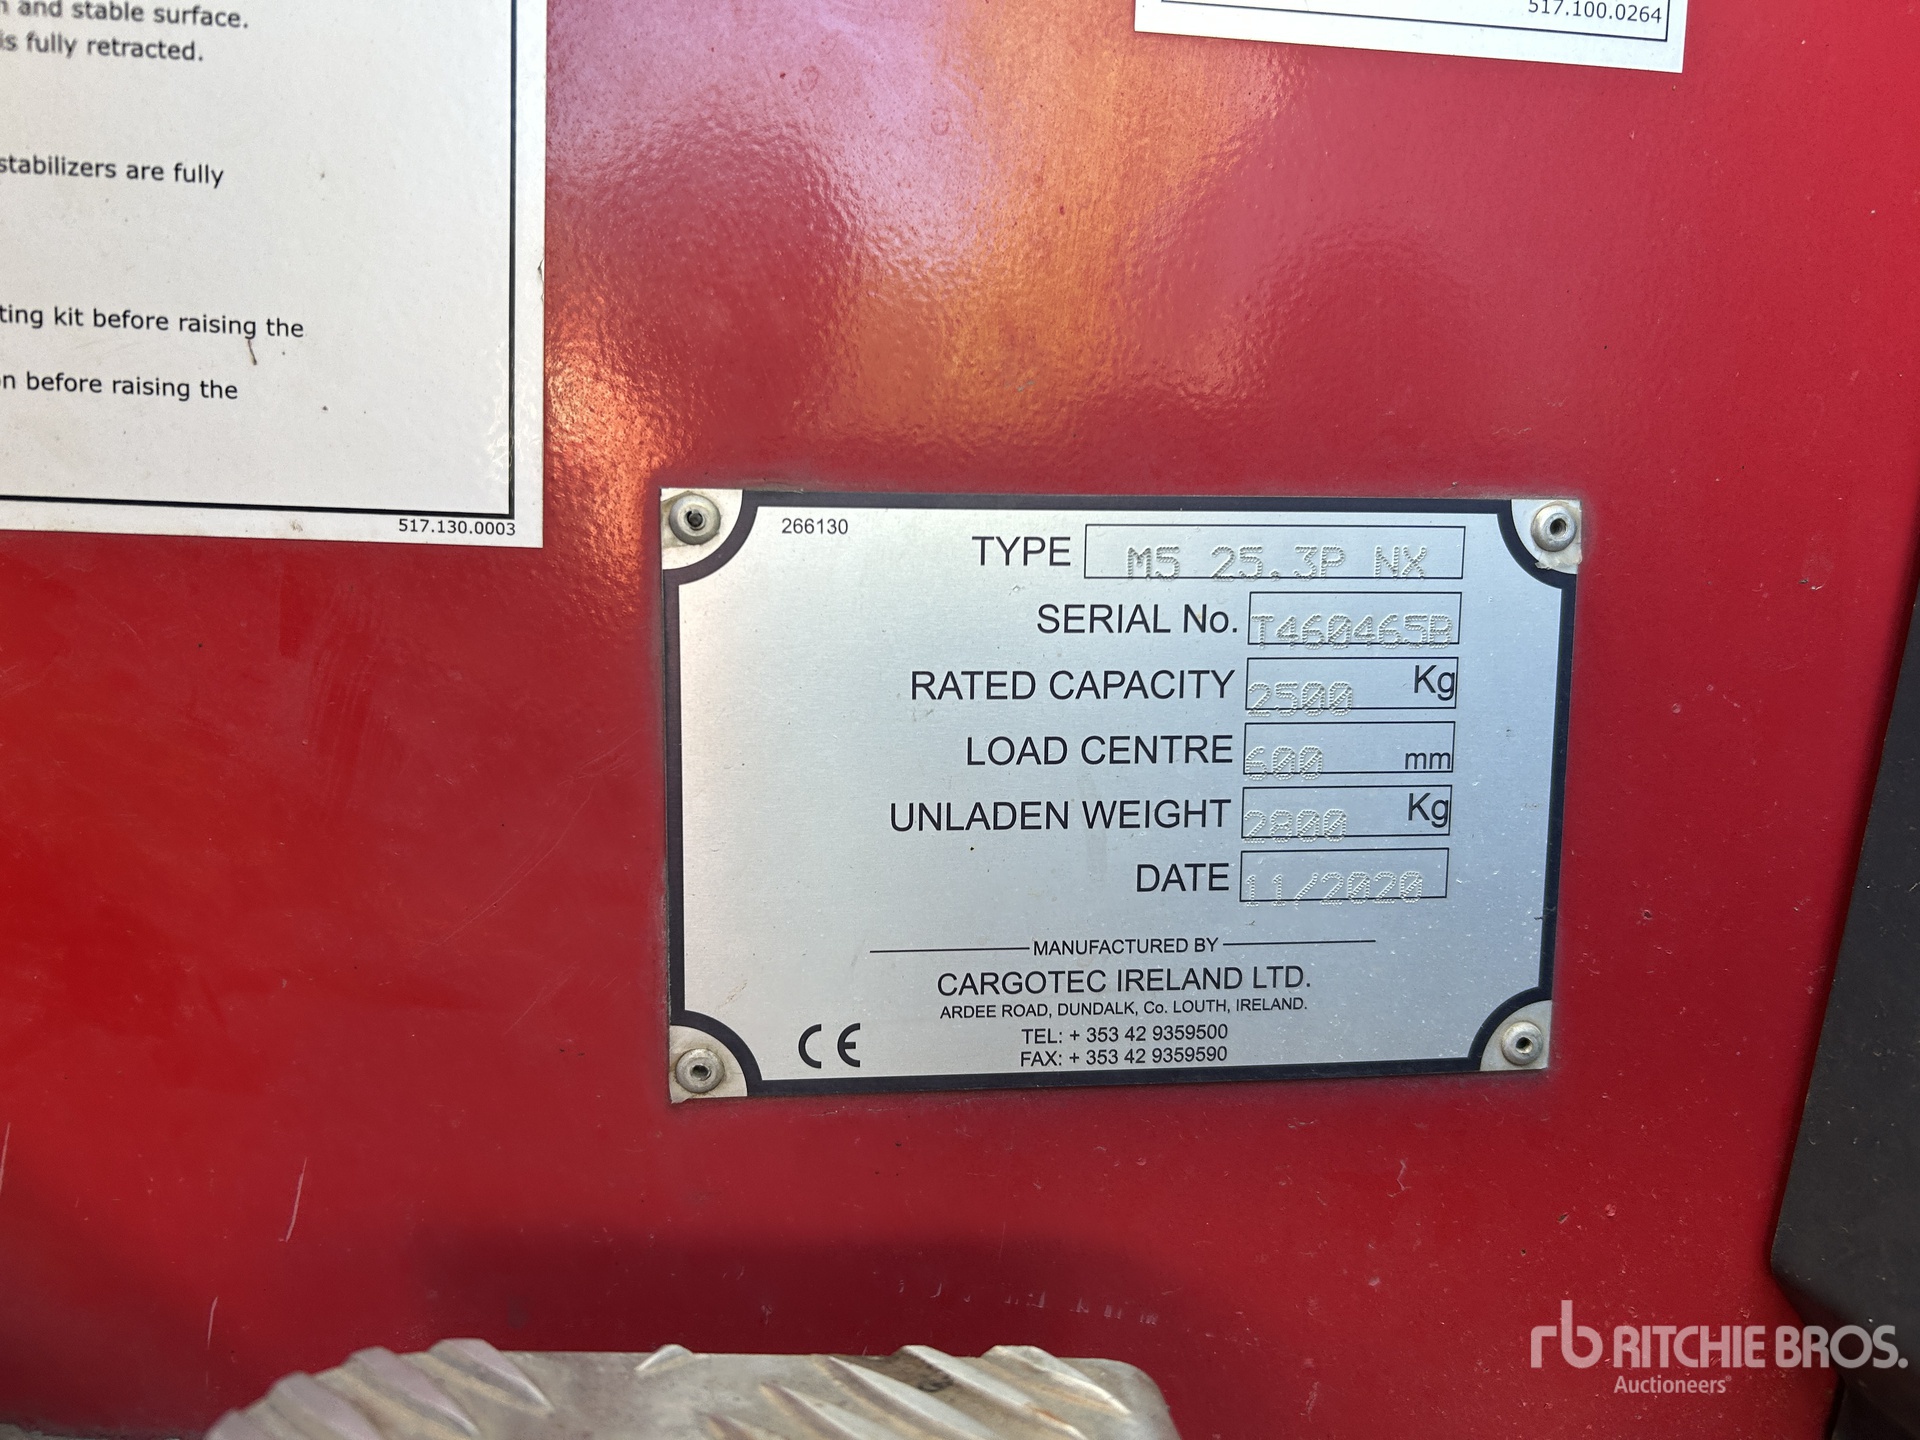 and stable surface.
is fully retracted.
stabilizers are fully
ting kit before raising the
n before raising the
517.130.0003
517.100.0264
266130
TYPE M5 25.3P NX
SERIAL No. T460465B
RATED CAPACITY 2500 Kg
LOAD CENTRE 600 mm
UNLADEN WEIGHT 2800 Kg
DATE 11/2020
MANUFACTURED BY
CARGOTEC IRELAND LTD.
ARDEE ROAD, DUNDALK, Co. LOUTH, IRELAND.
TEL: + 353 42 9359500
FAX: + 353 42 9359590
CE
rb RITCHIE BROS.
Auctioneers